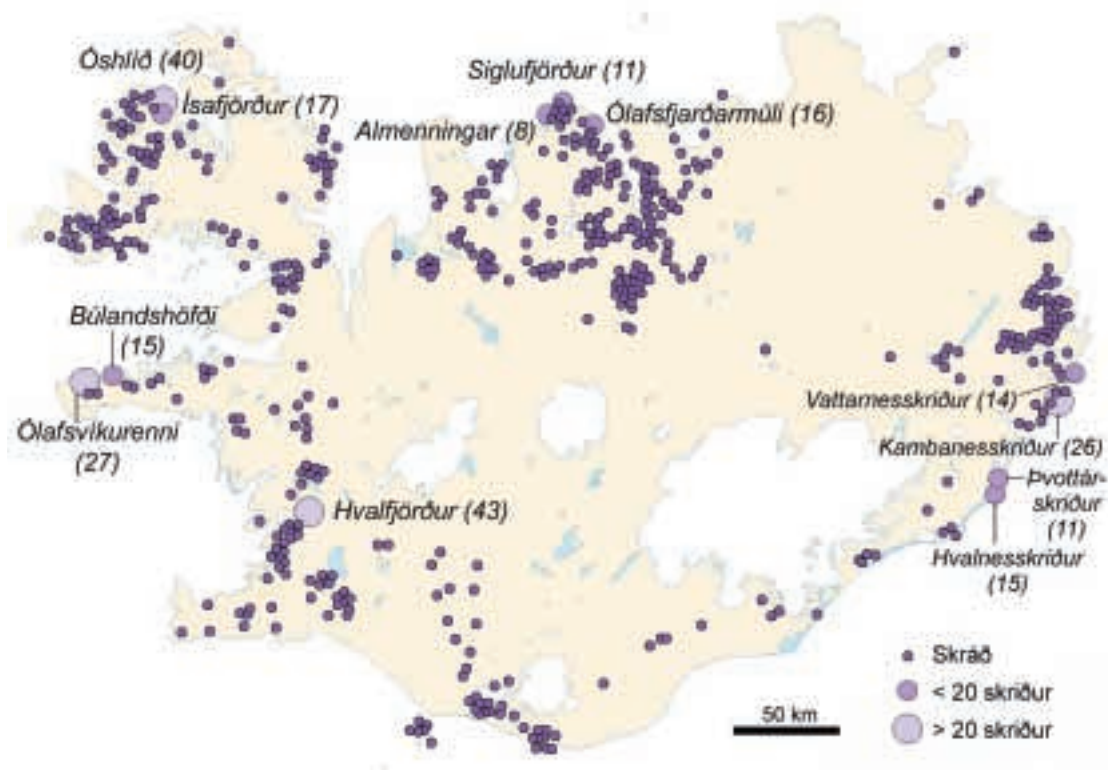 Óshlíð (40)
Siglufjörður (11)
Ísafjörður (17)
Ólafsfjarðarmúli (16)
Almenningar (8)
Búlandshöfði
(15)
Vattarnesskriður (14)
Ólafsvíkurenni
(27)
Kambanesskriður (26)
Þvottár-
skriður
(11)
Hvalfjörður (43)
Hvalnesskriður
(15)
Skráð
< 20 skriður
50 km
> 20 skriður